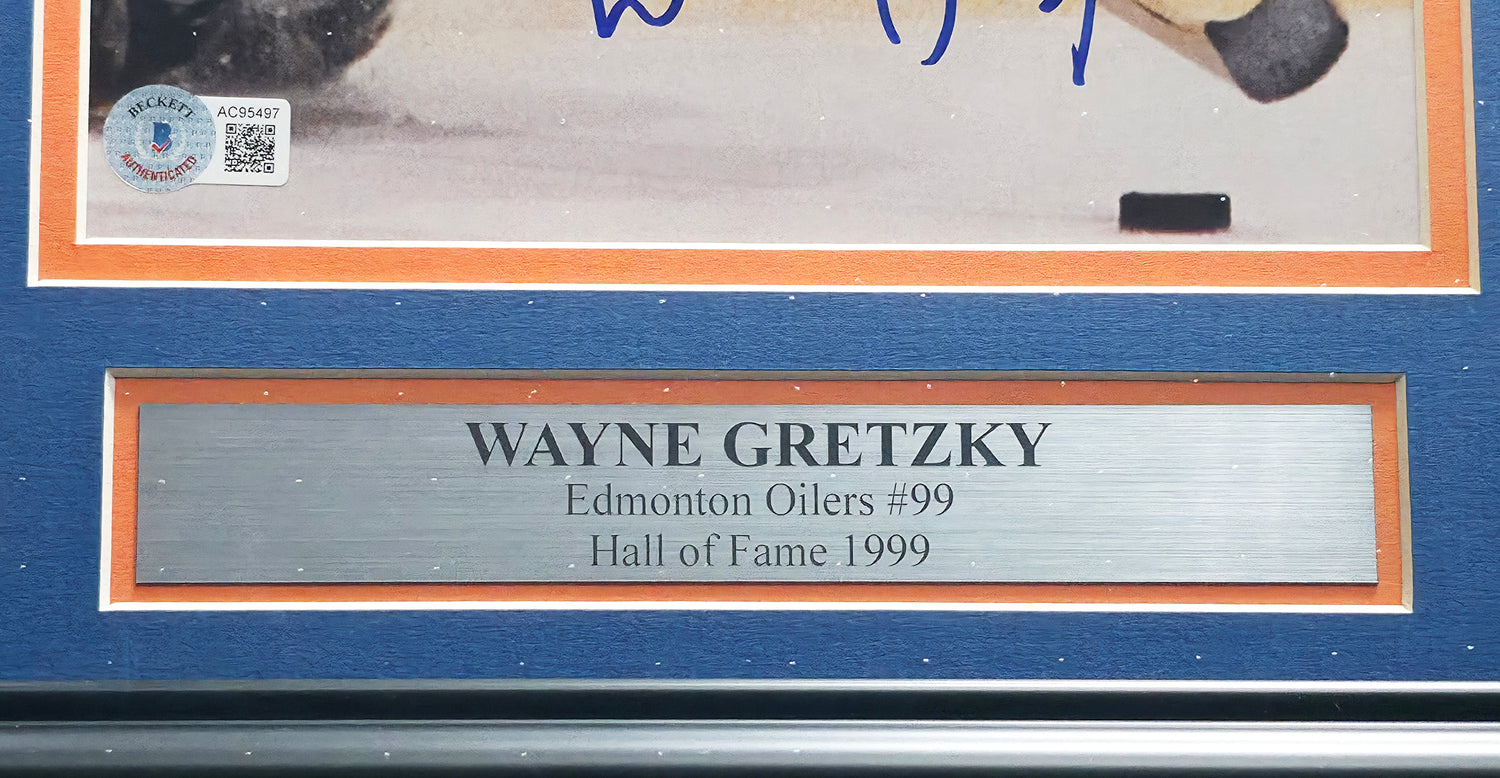 BECKETT
AUTHENTICATED
AC95497
WAYNE GRETZKY
Edmonton Oilers #99
Hall of Fame 1999